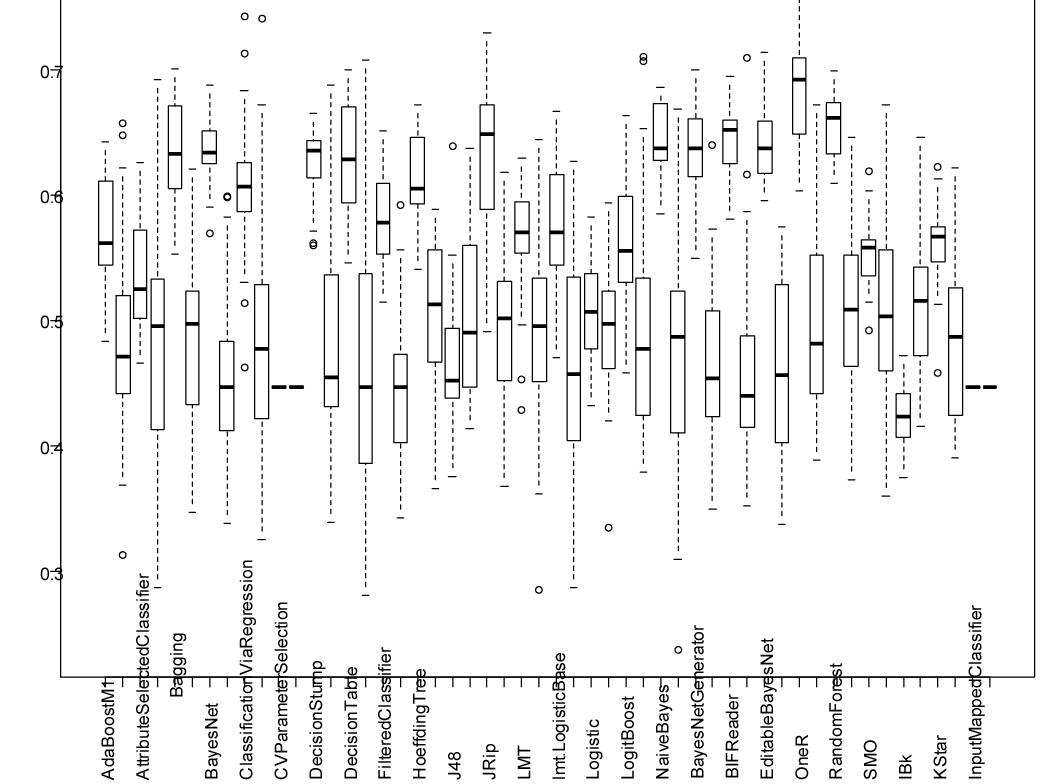 0.7
0.6
0.5
0.4
0.3
AdaBoostM1
AttributeSelectedClassifier
Bagging
BayesNet
ClassificationViaRegression
CVParameterSelection
DecisionStump
DecisionTable
FilteredClassifier
HoeffdingTree
J48
JRip
LMT
lmt.LogisticBase
Logistic
LogitBoost
NaiveBayes
BayesNetGenerator
BIFReader
EditableBayesNet
OneR
RandomForest
SMO
IBk
KStar
InputMappedClassifier